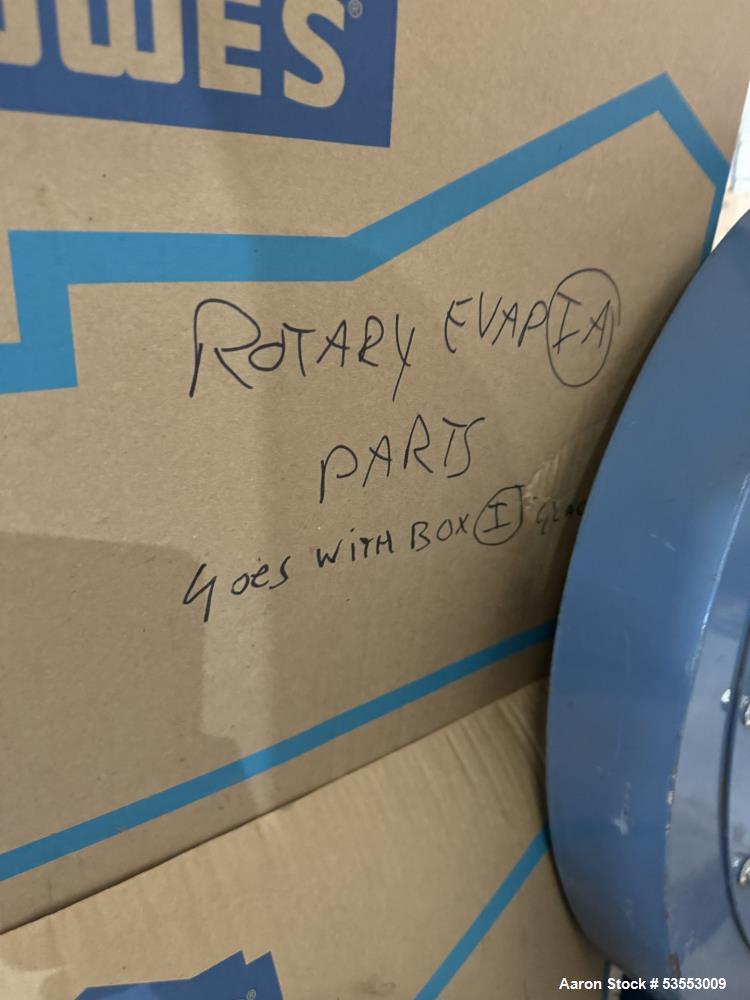 OWES®
ROTARY EVAP IA
PARTS
GOES WITH BOX I
Aaron Stock # 53553009